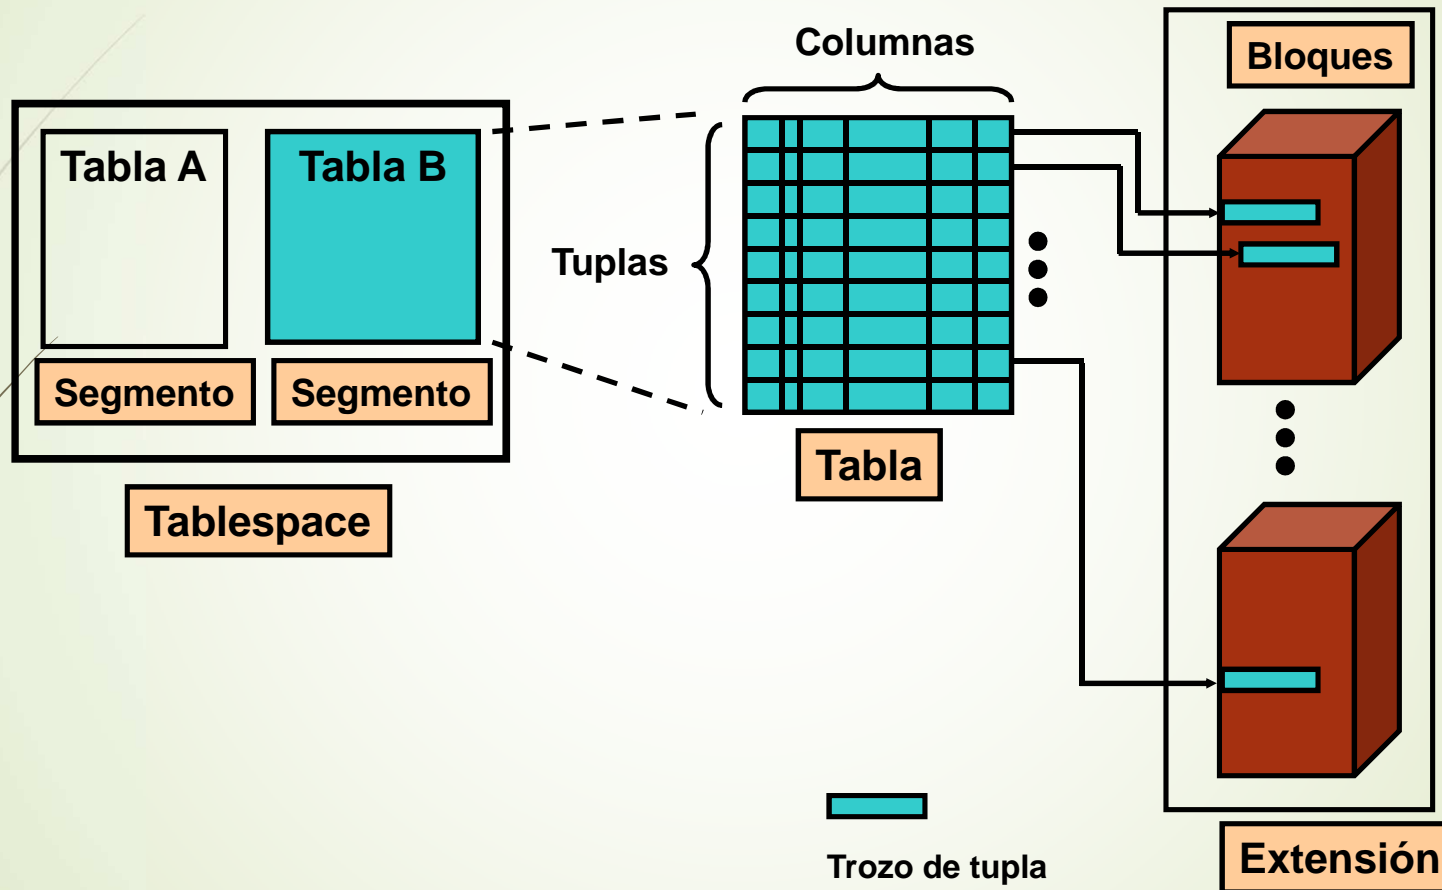 Columnas
Bloques
Tabla A
Tabla B
Tuplas
Segmento
Segmento
Tabla
Tablespace
Trozo de tupla
Extensión